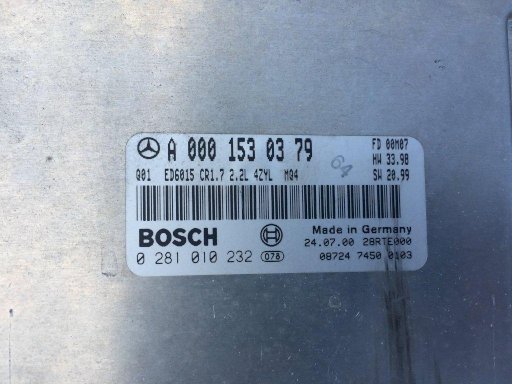 A 000 153 03 79
FD 00M07
Q01 ED6015 CR1.7 2.2L 4ZYL MQ4
HW 33.98
SW 20.99
64
BOSCH
Made in Germany
24.07.00 28RTE000
0 281 010 232 078
08724 7450 0103